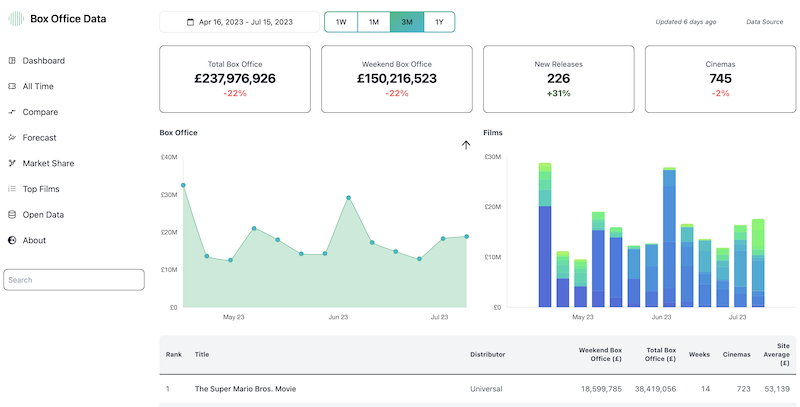 Box Office Data
Apr 16, 2023 - Jul 15, 2023
1W
1M
3M
1Y
Updated 6 days ago
Data Source
Dashboard
All Time
Compare
Forecast
Market Share
Top Films
Open Data
About
Search
Total Box Office
£237,976,926
-22%
Weekend Box Office
£150,216,523
-22%
New Releases
226
+31%
Cinemas
745
-2%
Box Office
£40M
£30M
£20M
£10M
£0
May 23
Jun 23
Jul 23
Films
£30M
£20M
£10M
£0
May 23
Jun 23
Jul 23
Rank Title Distributor Weekend Box Office (£) Total Box Office (£) Weeks Cinemas Site Average (£)
1 The Super Mario Bros. Movie Universal 18,599,785 38,419,056 14 723 53,139